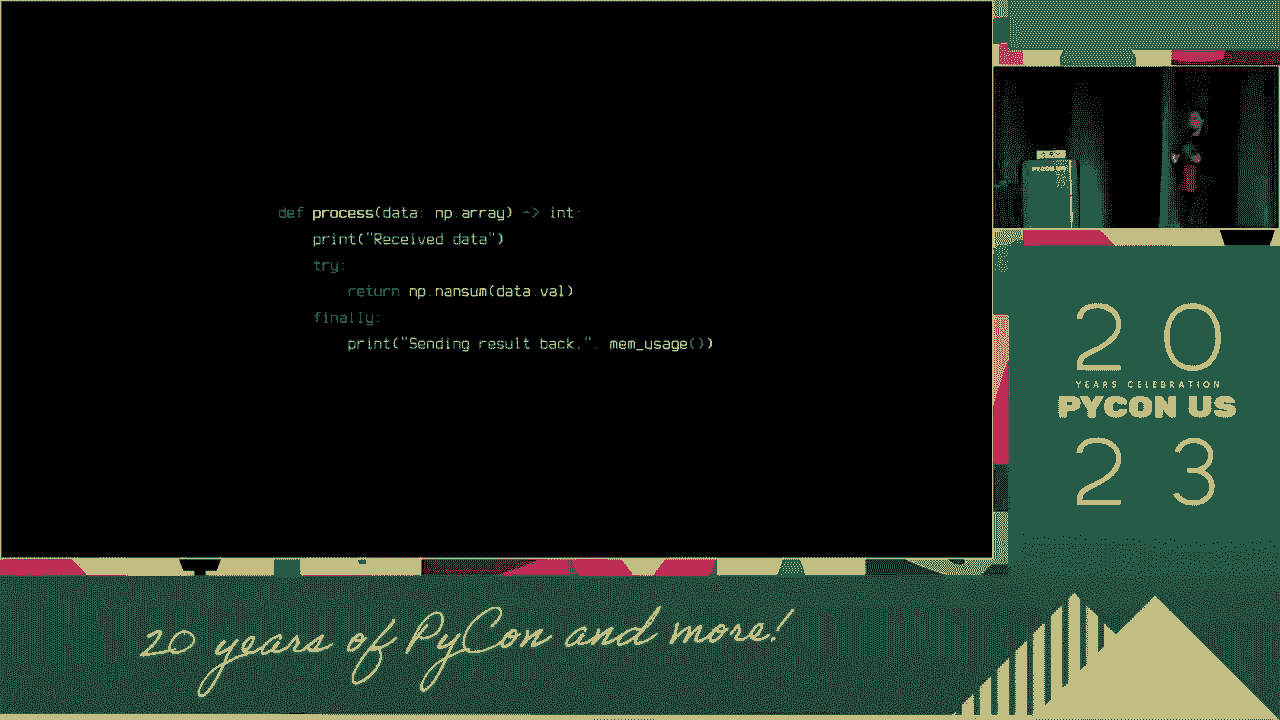 def process(data: np.array) -> int:
    print("Received data")
    try:
        return np.nansum(data.val)
    finally:
        print("Sending result back.", mem_usage())
PYCON US
20
YEARS CELEBRATION
PYCON US
23
20 years of PyCon and more!